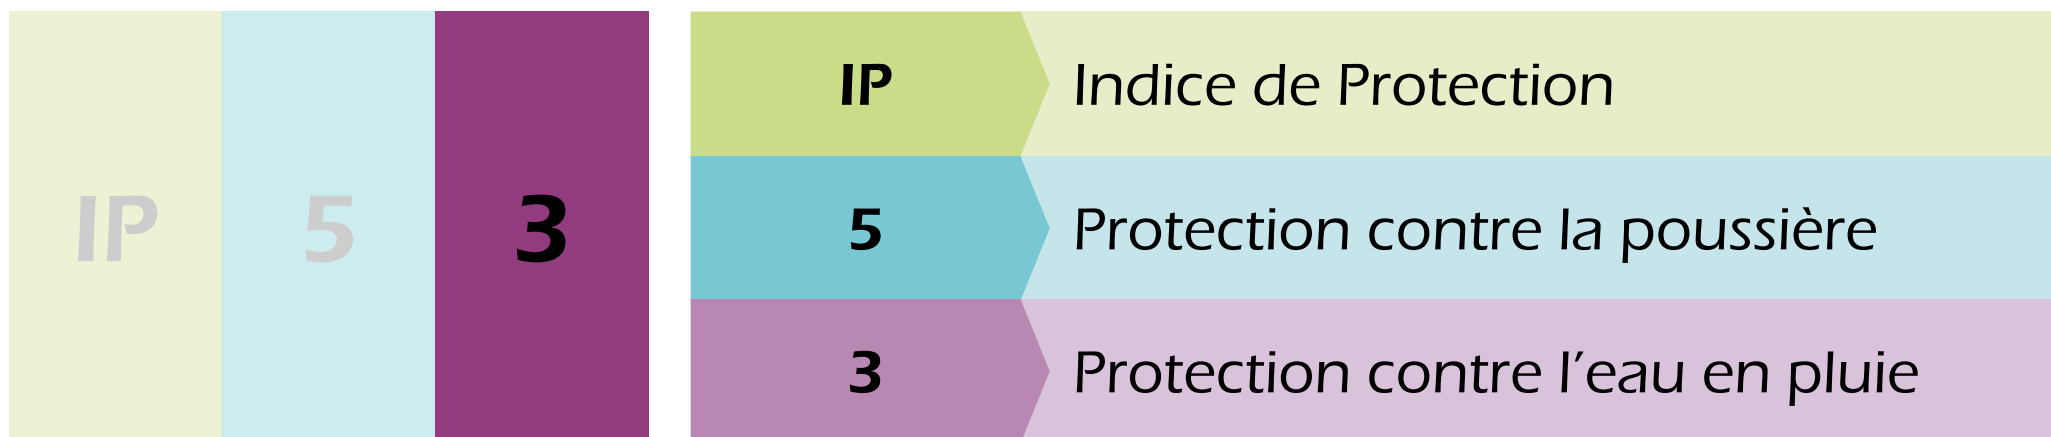 IP 5 3
IP Indice de Protection
5 Protection contre la poussière
3 Protection contre l’eau en pluie